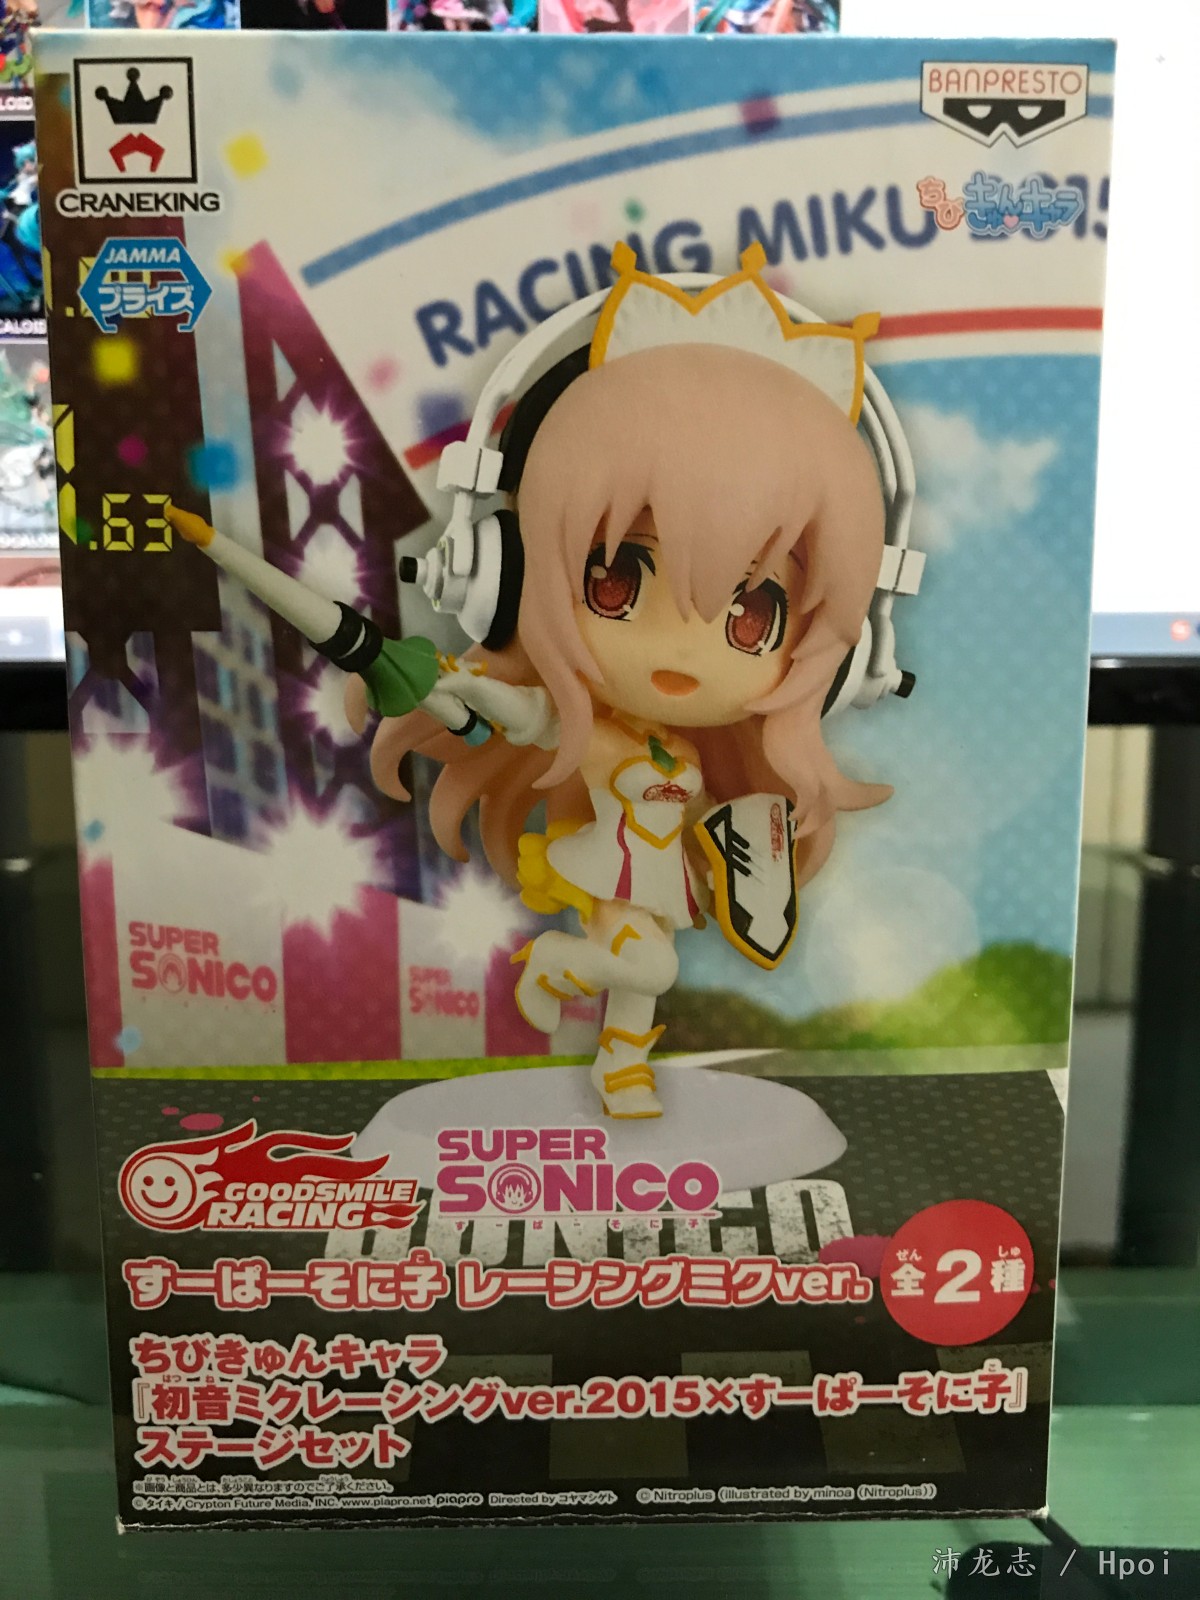 CRANEKING
BANPRESTO
JAMMA
プライズ
ちびきゅんキャラ
RACING MIKU 2015
.63
SUPER
SONICO
SUPER
SONICO
GOODSMILE
RACING
SUPER
SONICO
すーぱーそに子
SONICO
すーぱーそに子 レーシングミクver.
ぜん しゅ
全2種
ちびきゅんキャラ
『初音ミクレーシングver.2015×すーぱーそに子』
ステージセット
※画像と商品とは、多少異なりますのでご了承ください。
©タイキ/Crypton Future Media, INC. www.piapro.net piapro Directed by コヤマシゲト ©Nitroplus (illustrated by minoa (Nitroplus))
沛龙志 / Hpoi